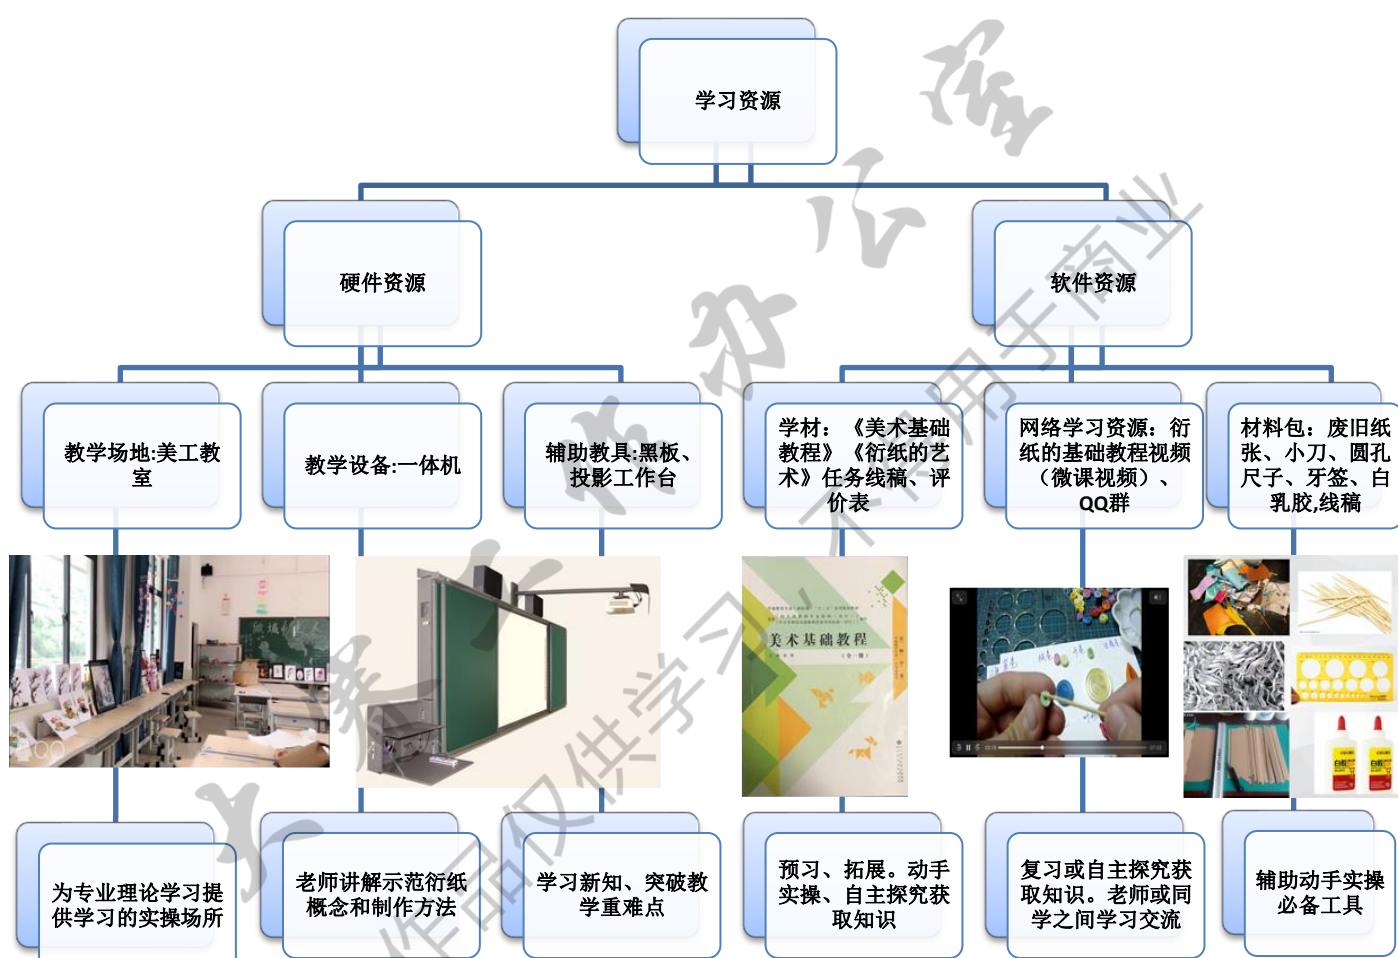 学习资源
硬件资源
软件资源
教学场地:美工教
室
教学设备:一体机
辅助教具:黑板、
投影工作台
学材：《美术基础
教程》《衍纸的艺
术》任务线稿、评
价表
网络学习资源：衍
纸的基础教程视频
（微课视频）、
QQ群
材料包：废旧纸
张、小刀、圆孔
尺子、牙签、白
乳胶,线稿
美术基础教程
（全一册）
QQ
白乳胶
白乳胶
为专业理论学习提
供学习的实操场所
老师讲解示范衍纸
概念和制作方法
学习新知、突破教
学重难点
预习、拓展。动手
实操、自主探究获
取知识
复习或自主探究获
取知识。老师或同
学之间学习交流
辅助动手实操
必备工具
作品仅供学习，不得用于商业